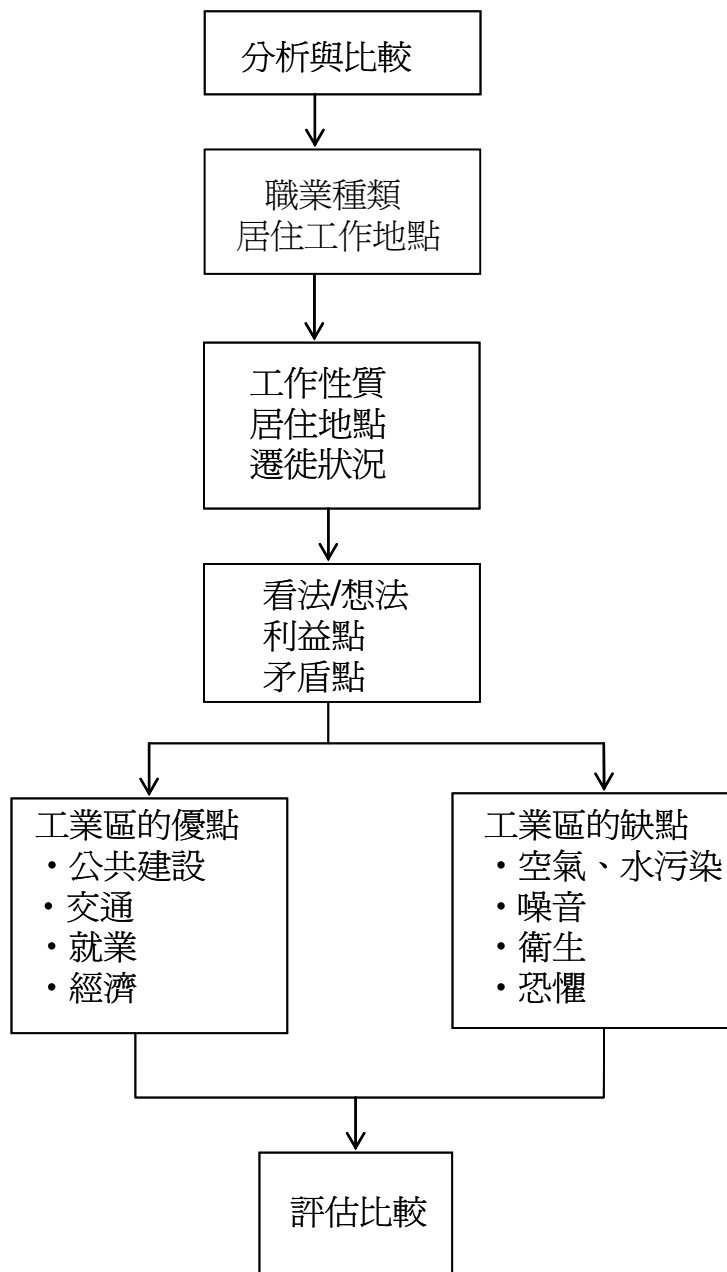 分析與比較
職業種類
居住工作地點
工作性質
居住地點
遷徙狀況
看法/想法
利益點
矛盾點
工業區的優點
・公共建設
・交通
・就業
・經濟
工業區的缺點
・空氣、水污染
・噪音
・衛生
・恐懼
評估比較